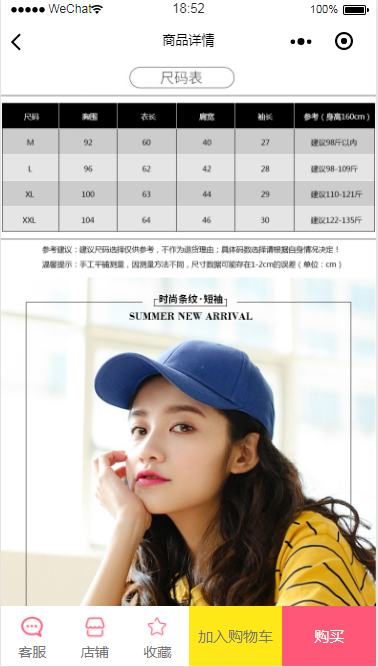 WeChat 18:52 100%
商品详情
尺码表
尺码 胸围 衣长 肩宽 袖长 参考（身高160cm）
M 92 60 40 27 建议98斤以内
L 96 62 42 28 建议98-109斤
XL 100 63 44 29 建议110-121斤
XXL 104 64 46 30 建议122-135斤
参考建议：建议尺码选择仅供参考，不作为退货理由；具体码数选择请根据自身情况决定！
温馨提示：手工平铺测量，因测量方法不同，尺寸数据可能存在1-2cm的误差（单位：cm）
时尚条纹·短袖
SUMMER NEW ARRIVAL
客服 店铺 收藏 加入购物车 购买